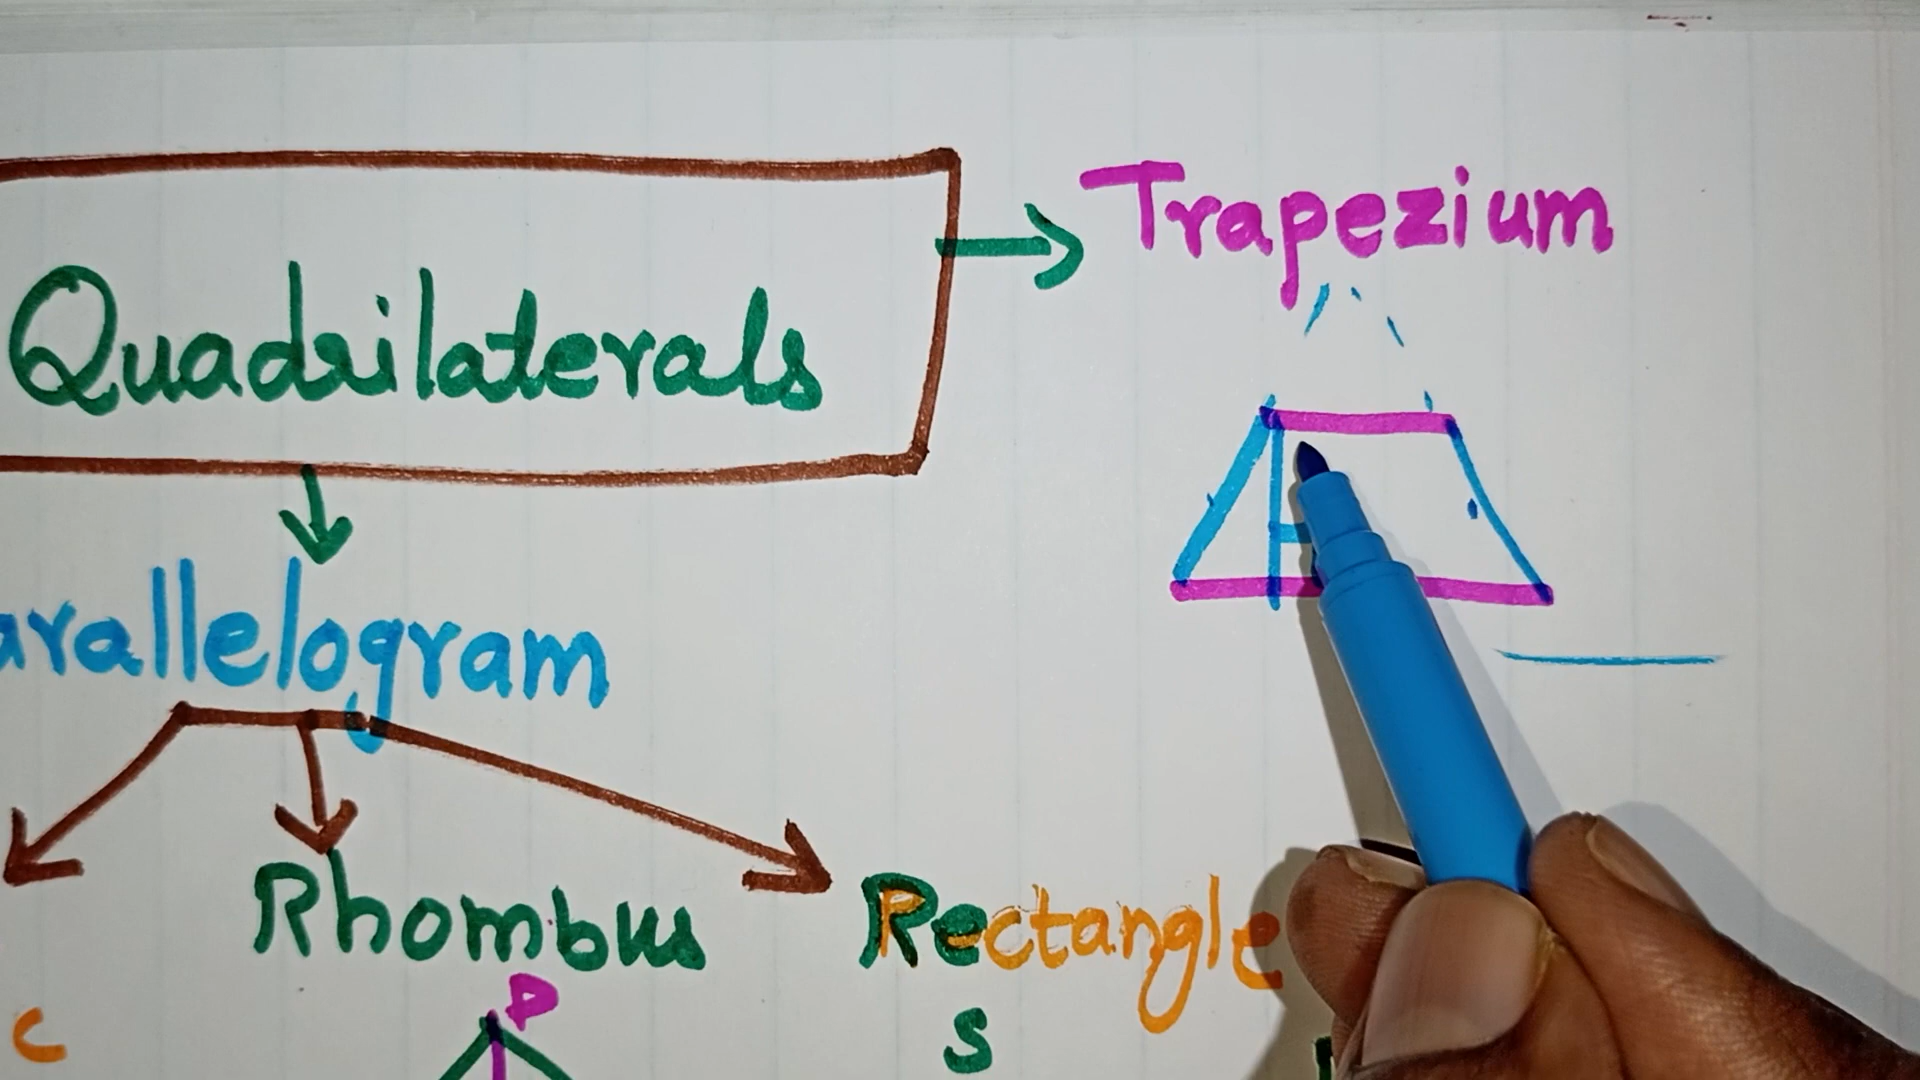 Trapezium
Quadrilaterals
arallelogram
Rhombus
Rectangle
P
C
S